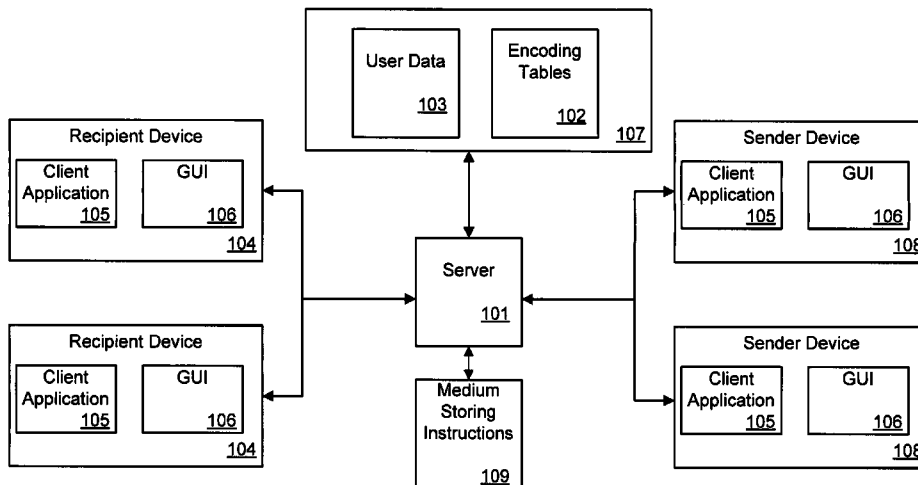 User Data
103
Encoding
Tables
102
107
Recipient Device
Client
Application
105
GUI
106
104
Sender Device
Client
Application
105
GUI
106
108
Server
101
Recipient Device
Client
Application
105
GUI
106
104
Medium
Storing
Instructions
109
Sender Device
Client
Application
105
GUI
106
108